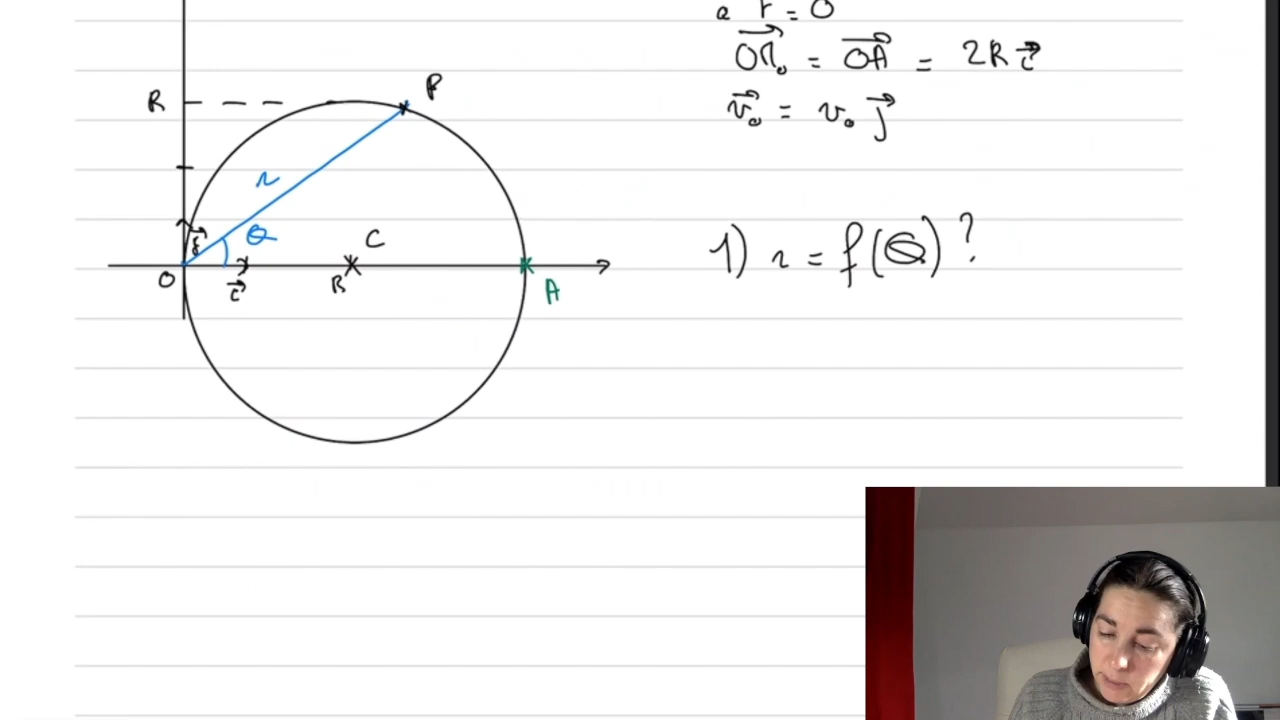 à t = 0
OM₀ = OA = 2R i
v₀ = v₀ j
R
P
r
j
θ
C
1) r = f(θ) ?
O
i
R
A